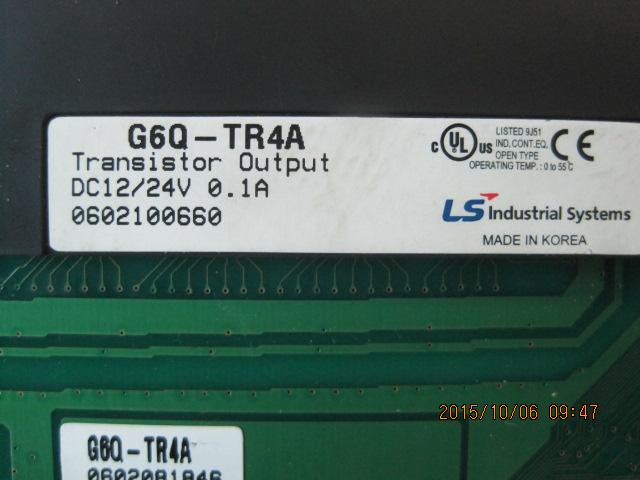 G6Q-TR4A
Transistor Output
DC12/24V 0.1A
0602100660
c UL us
LISTED 9J51
IND. CONT. EQ.
OPEN TYPE
OPERATING TEMP. : 0 to 55℃
CE
LS Industrial Systems
MADE IN KOREA
2015/10/06 09:47
G6Q-TR4A
0602081846